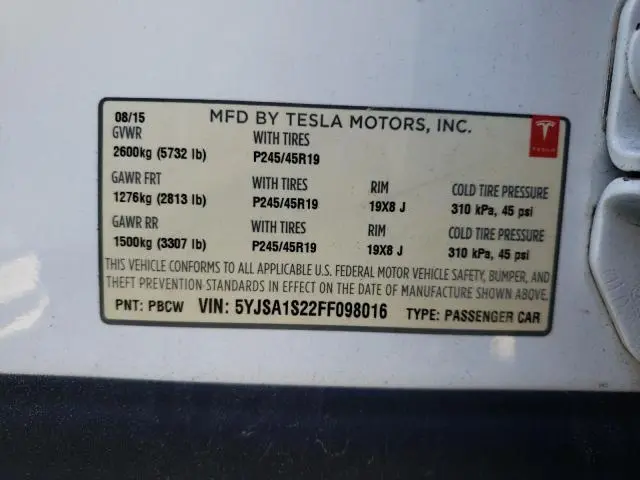 08/15 MFD BY TESLA MOTORS, INC.
TESLA
GVWR WITH TIRES
2600kg (5732 lb) P245/45R19
GAWR FRT WITH TIRES RIM COLD TIRE PRESSURE
1276kg (2813 lb) P245/45R19 19X8 J 310 kPa, 45 psi
GAWR RR WITH TIRES RIM COLD TIRE PRESSURE
1500kg (3307 lb) P245/45R19 19X8 J 310 kPa, 45 psi
THIS VEHICLE CONFORMS TO ALL APPLICABLE U.S. FEDERAL MOTOR VEHICLE SAFETY, BUMPER, AND
THEFT PREVENTION STANDARDS IN EFFECT ON THE DATE OF MANUFACTURE SHOWN ABOVE.
PNT: PBCW VIN: 5YJSA1S22FF098016 TYPE: PASSENGER CAR